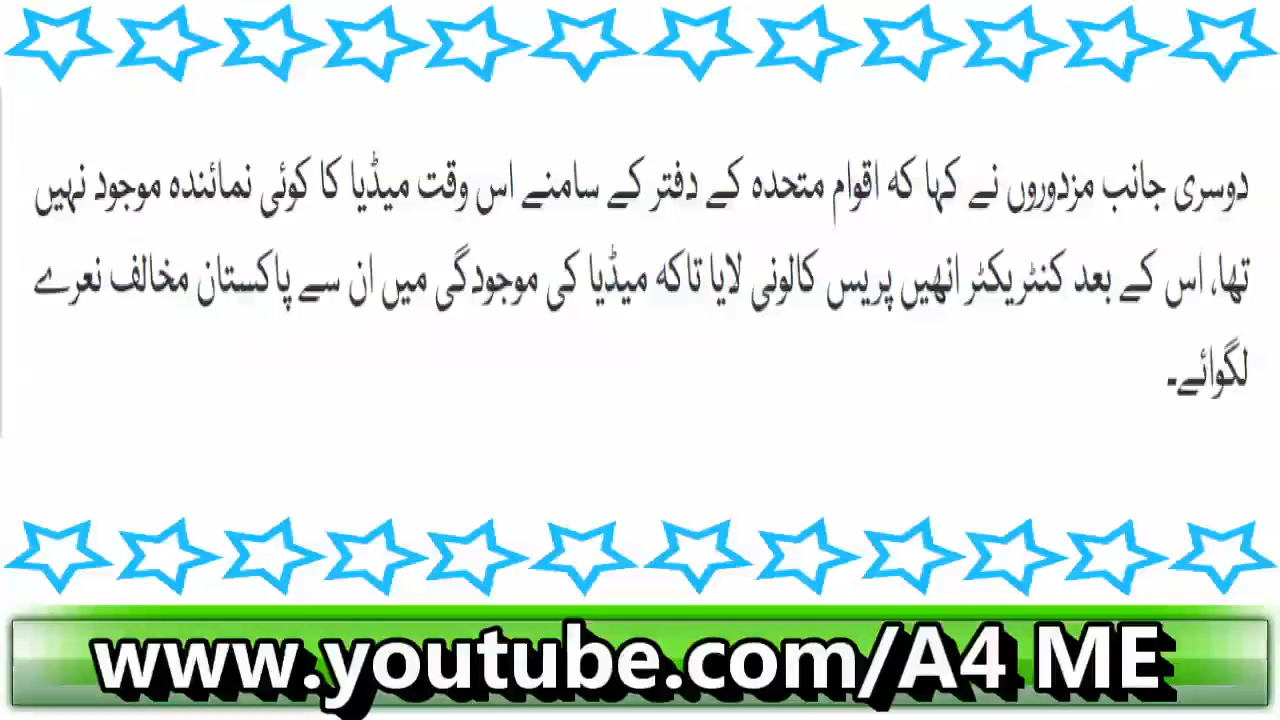 دوسری جانب مزدوروں نے کہا کہ اقوام متحدہ کے دفتر کے سامنے اس وقت میڈیا کا کوئی نمائندہ موجود نہیں
تھا، اس کے بعد کنٹریکٹر انھیں پریس کالونی لایا تاکہ میڈیا کی موجودگی میں ان سے پاکستان مخالف نعرے
لگوائے۔
www.youtube.com/A4 ME